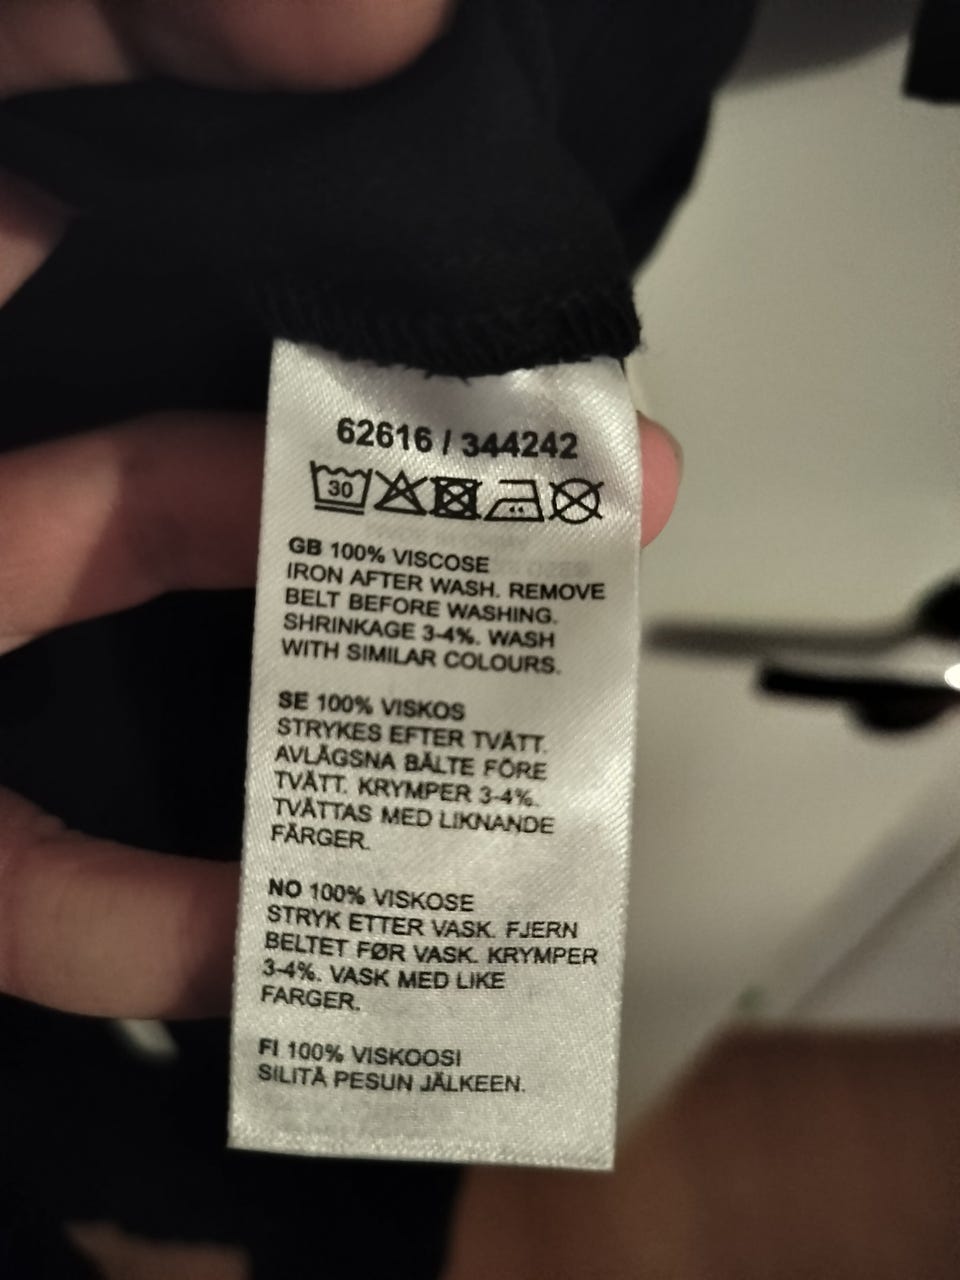 62616 / 344242
30
GB 100% VISCOSE
IRON AFTER WASH. REMOVE
BELT BEFORE WASHING.
SHRINKAGE 3-4%. WASH
WITH SIMILAR COLOURS.
SE 100% VISKOS
STRYKES EFTER TVÄTT.
AVLÄGSNA BÄLTE FÖRE
TVÄTT. KRYMPER 3-4%.
TVÄTTAS MED LIKNANDE
FÄRGER.
NO 100% VISKOSE
STRYK ETTER VASK. FJERN
BELTET FØR VASK. KRYMPER
3-4%. VASK MED LIKE
FARGER.
FI 100% VISKOOSI
SILITÄ PESUN JÄLKEEN.